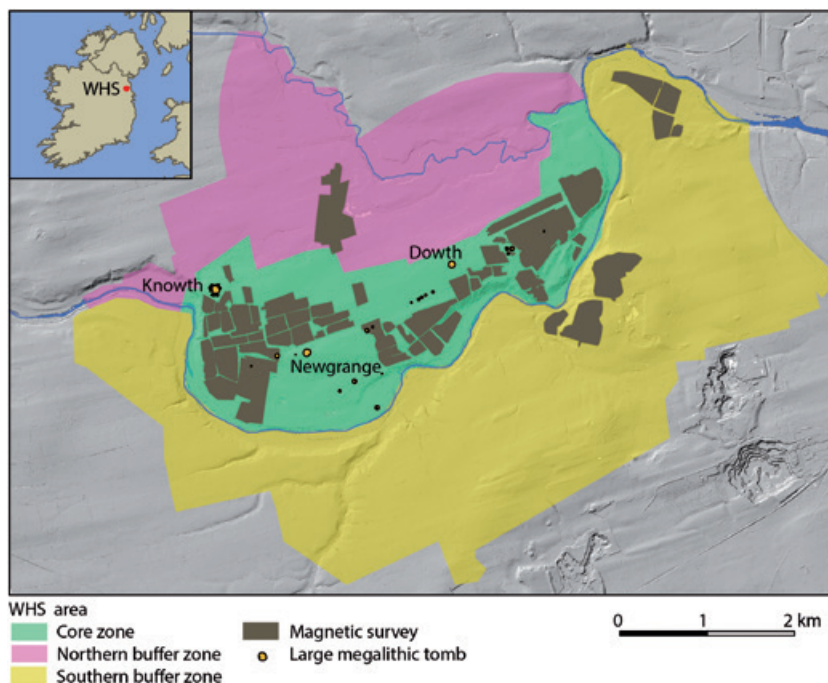 WHS
Dowth
Knowth
Newgrange
WHS area
Core zone
Northern buffer zone
Southern buffer zone
Magnetic survey
Large megalithic tomb
0 1 2 km